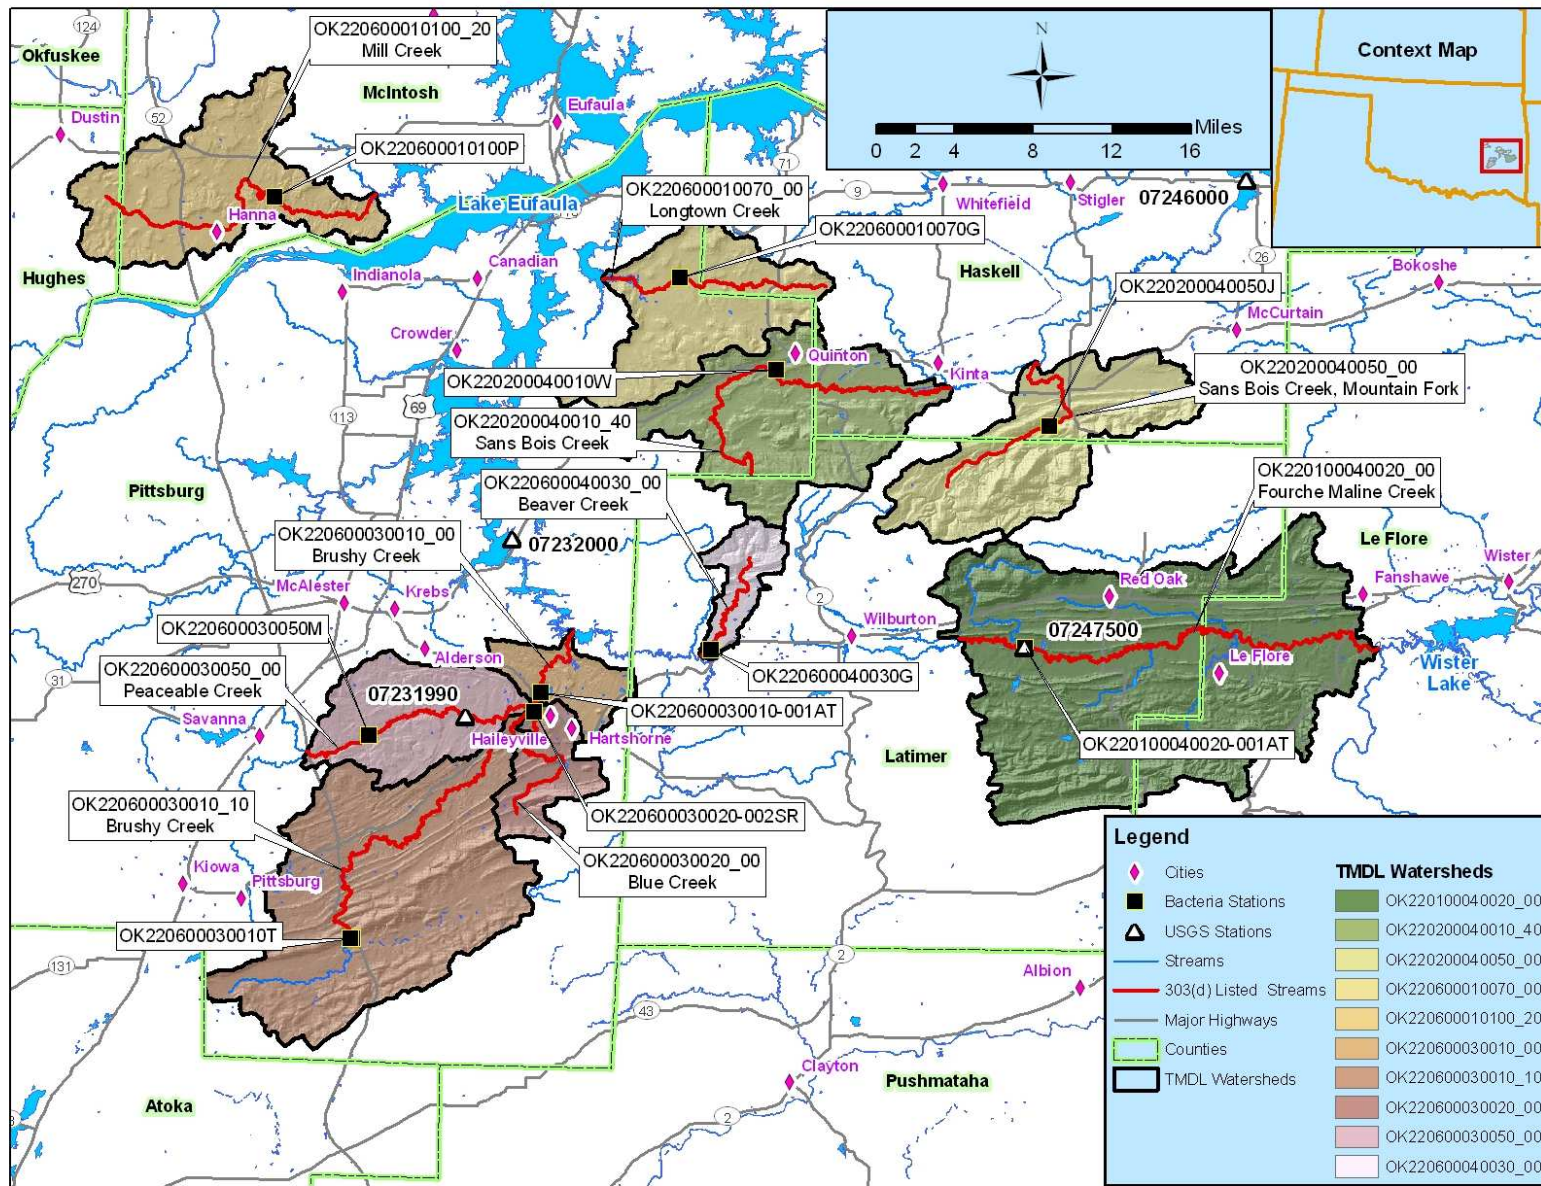 124
Okfuskee
OK220600010100_20
Mill Creek
McIntosh
Dustin
52
Eufaula
OK220600010100P
71
Hanna
Lake Eufaula
Hughes
Indianola
Canadian
Crowder
OK220600010070_00
Longtown Creek
OK220600010070G
9
Whitefield
Stigler
07246000
Haskell
26
Bokoshe
OK220200040050J
McCurtain
Quinton
Kinta
OK220200040010W
OK220200040050_00
Sans Bois Creek, Mountain Fork
113
69
OK220200040010_40
Sans Bois Creek
Pittsburg
OK220600040030_00
Beaver Creek
OK220100040020_00
Fourche Maline Creek
OK220600030010_00
Brushy Creek
07232000
Le Flore
Wister
270
McAlester
Krebs
2
Red Oak
Fanshawe
OK220600030050M
Wilburton
07247500
Alderson
OK220600040030G
Le Flore
Wister
Lake
31
OK220600030050_00
Peaceable Creek
07231990
OK220600030010-001AT
Savanna
Haileyville
Hartshorne
OK220100040020-001AT
Latimer
OK220600030010_10
Brushy Creek
OK220600030020-002SR
Kiowa
Pittsburg
OK220600030020_00
Blue Creek
OK220600030010T
131
2
Albion
43
Clayton
Pushmataha
Atoka
2
N
Miles
0 4 8 12 16
Context Map
Legend
Cities
Bacteria Stations
USGS Stations
Streams
303(d) Listed Streams
Major Highways
Counties
TMDL Watersheds
TMDL Watersheds
OK220100040020_00
OK220200040010_40
OK220200040050_00
OK220600010070_00
OK220600010100_20
OK220600030010_00
OK220600030010_10
OK220600030020_00
OK220600030050_00
OK220600040030_00